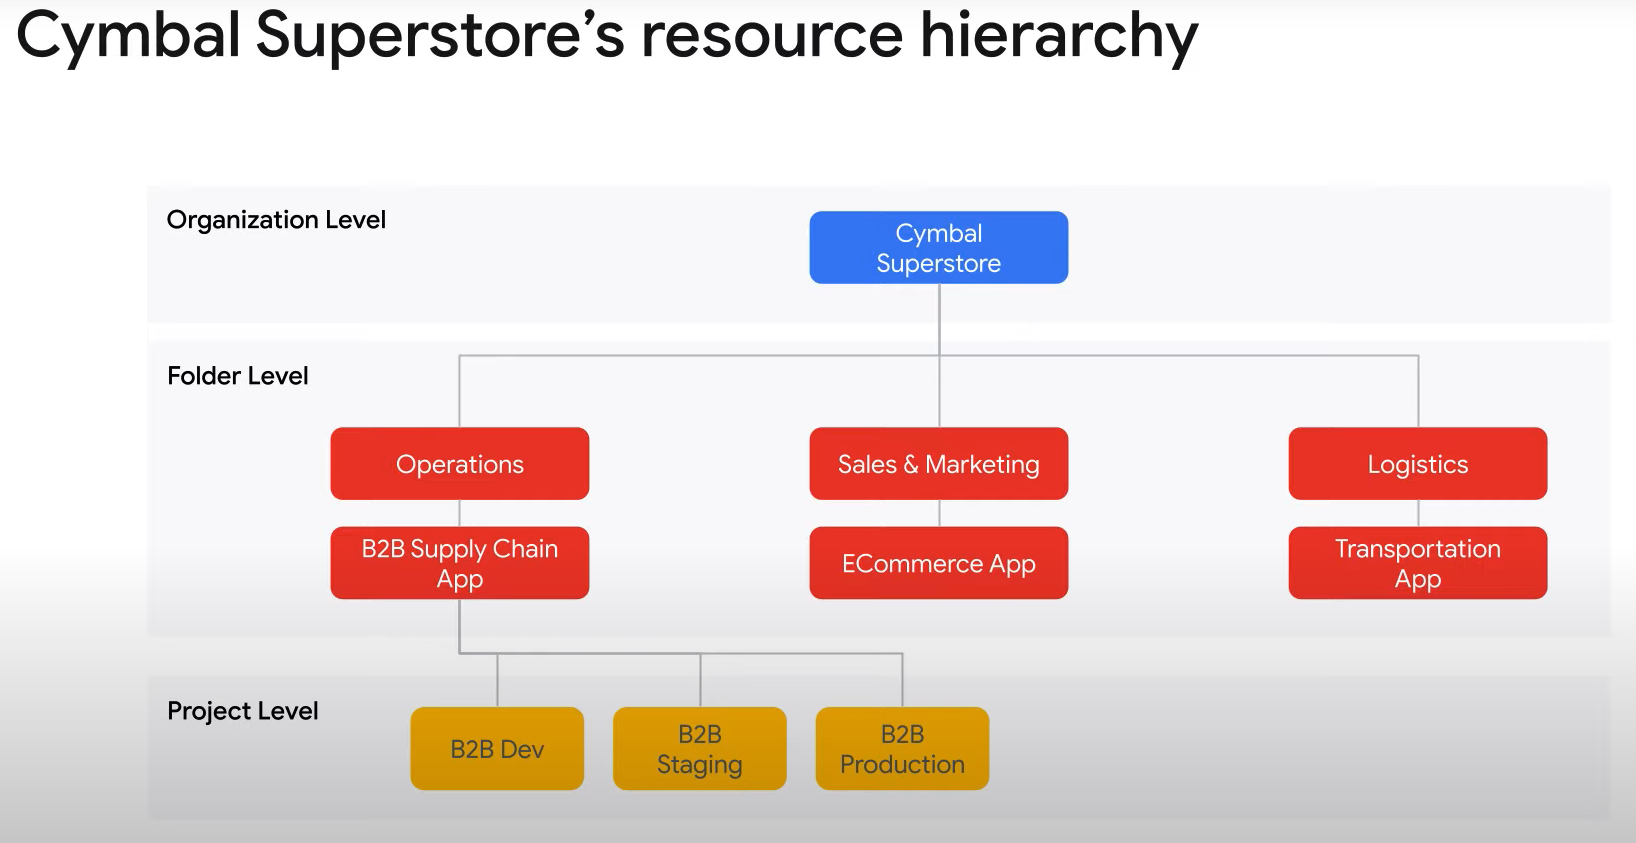 Cymbal Superstore’s resource hierarchy
Organization Level
Cymbal
Superstore
Folder Level
Operations
Sales & Marketing
Logistics
B2B Supply Chain
App
ECommerce App
Transportation
App
Project Level
B2B Dev
B2B
Staging
B2B
Production